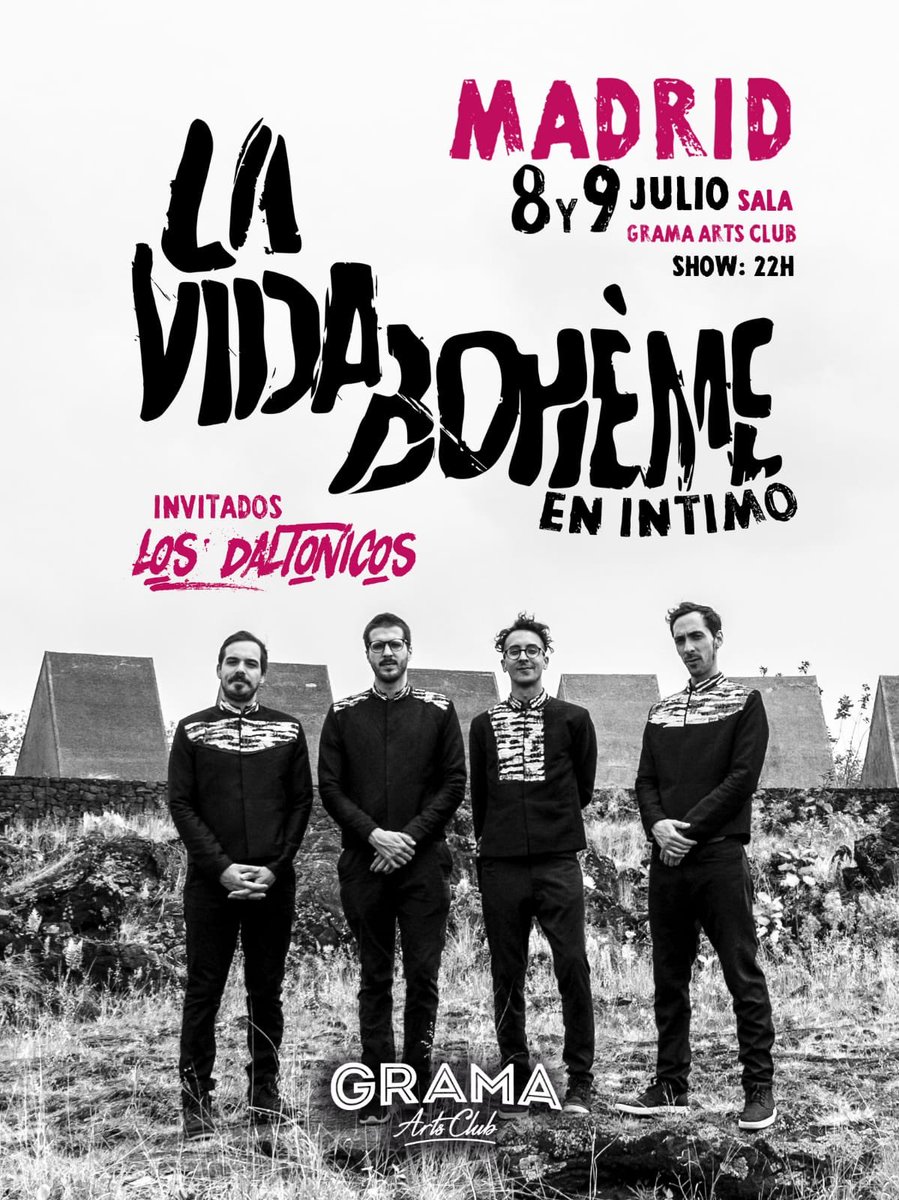 MADRID
8 Y 9 JULIO SALA
GRAMA ARTS CLUB
SHOW: 22H
LA
VIDA
BOHÈME
EN INTIMO
INVITADOS
LOS DALTONICOS
GRAMA
Arts Club